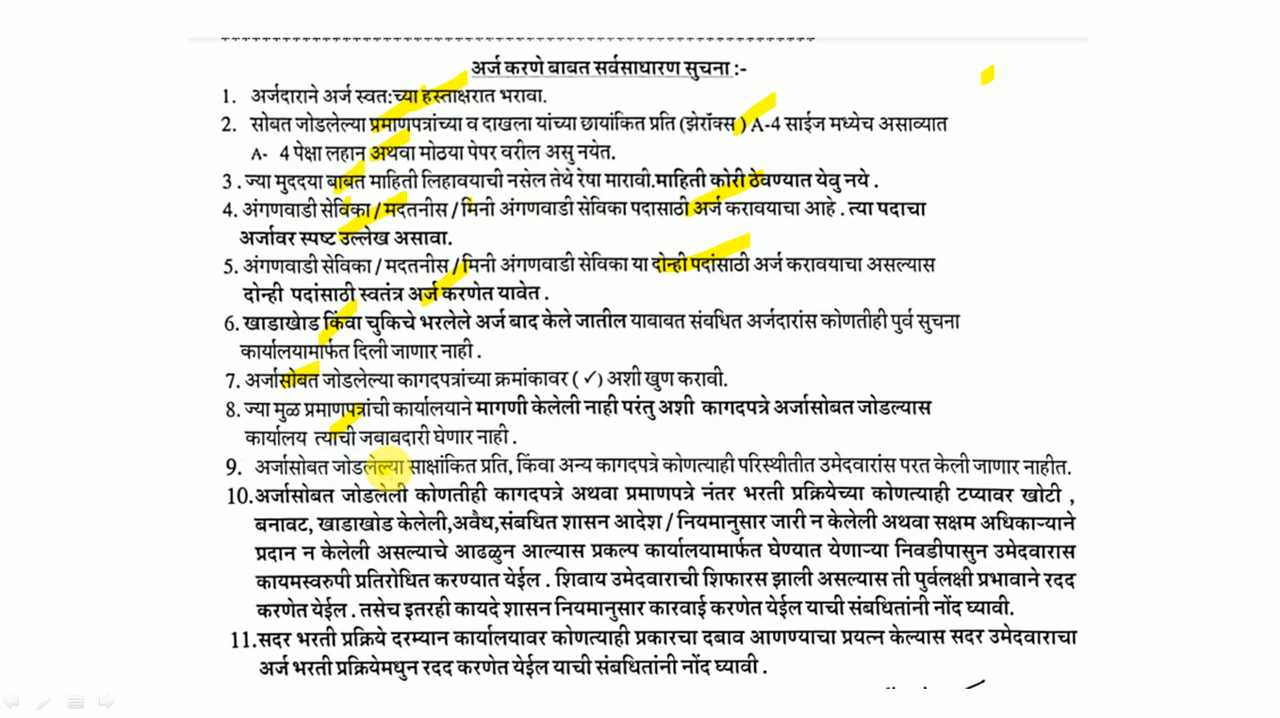 अर्ज करणे बाबत सर्वसाधारण सुचना :-
1. अर्जदाराने अर्ज स्वत:च्या हस्ताक्षरात भरावा.
2. सोबत जोडलेल्या प्रमाणपत्रांच्या व दाखला यांच्या छायांकित प्रति (झेरॉक्स ) A-4 साईज मध्येच असाव्यात
A- 4 पेक्षा लहान अथवा मोठया पेपर वरील असु नयेत.
3 . ज्या मुददया बाबत माहिती लिहावयाची नसेल तेथे रेषा मारावी.माहिती कोरी ठेवण्यात येवु नये .
4. अंगणवाडी सेविका / मदतनीस / मिनी अंगणवाडी सेविका पदासाठी अर्ज करावयाचा आहे . त्या पदाचा
अर्जावर स्पष्ट उल्लेख असावा.
5. अंगणवाडी सेविका / मदतनीस / मिनी अंगणवाडी सेविका या दोन्ही पदांसाठी अर्ज करावयाचा असल्यास
दोन्ही पदांसाठी स्वतंत्र अर्ज करणेत यावेत .
6. खाडाखेाड किंवा चुकिचे भरलेले अर्ज बाद केले जातील यावावत संवधित अर्जदारांस कोणतीही पुर्व सुचना
कार्यालयामार्फत दिली जाणार नाही .
7. अर्जासोबत जोडलेल्या कागदपत्रांच्या क्रमांकावर ( ✓) अशी खुण करावी.
8. ज्या मुळ प्रमाणपत्रांची कार्यालयाने मागणी केलेली नाही परंतु अशी कागदपत्रे अर्जासोबत जोडल्यास
कार्यालय त्याची जबाबदारी घेणार नाही .
9. अर्जासोबत जोडलेल्या साक्षांकित प्रति, किंवा अन्य कागदपत्रे कोणत्याही परिस्थीतीत उमेदवारांस परत केली जाणार नाहीत.
10. अर्जासोबत जोडलेली कोणतीही कागदपत्रे अथवा प्रमाणपत्रे नंतर भरती प्रक्रियेच्या कोणत्याही टप्यावर खोटी ,
बनावट, खाडाखोड केलेली,अवैध,संबधित शासन आदेश / नियमानुसार जारी न केलेली अथवा सक्षम अधिकाऱ्याने
प्रदान न केलेली असल्याचे आढळुन आल्यास प्रकल्प कार्यालयामार्फत घेण्यात येणाऱ्या निवडीपासुन उमेदवारास
कायमस्वरुपी प्रतिरोधित करण्यात येईल . शिवाय उमेदवाराची शिफारस झाली असल्यास ती पुर्वलक्षी प्रभावाने रदद
करणेत येईल . तसेच इतरही कायदे शासन नियमानुसार कारवाई करणेत येईल याची संबधितांनी नोंद घ्यावी.
11. सदर भरती प्रक्रिये दरम्यान कार्यालयावर कोणत्याही प्रकारचा दबाव आणण्याचा प्रयत्न केल्यास सदर उमेदवाराचा
अर्ज भरती प्रक्रियेमधुन रदद करणेत येईल याची संबधितांनी नोंद घ्यावी .